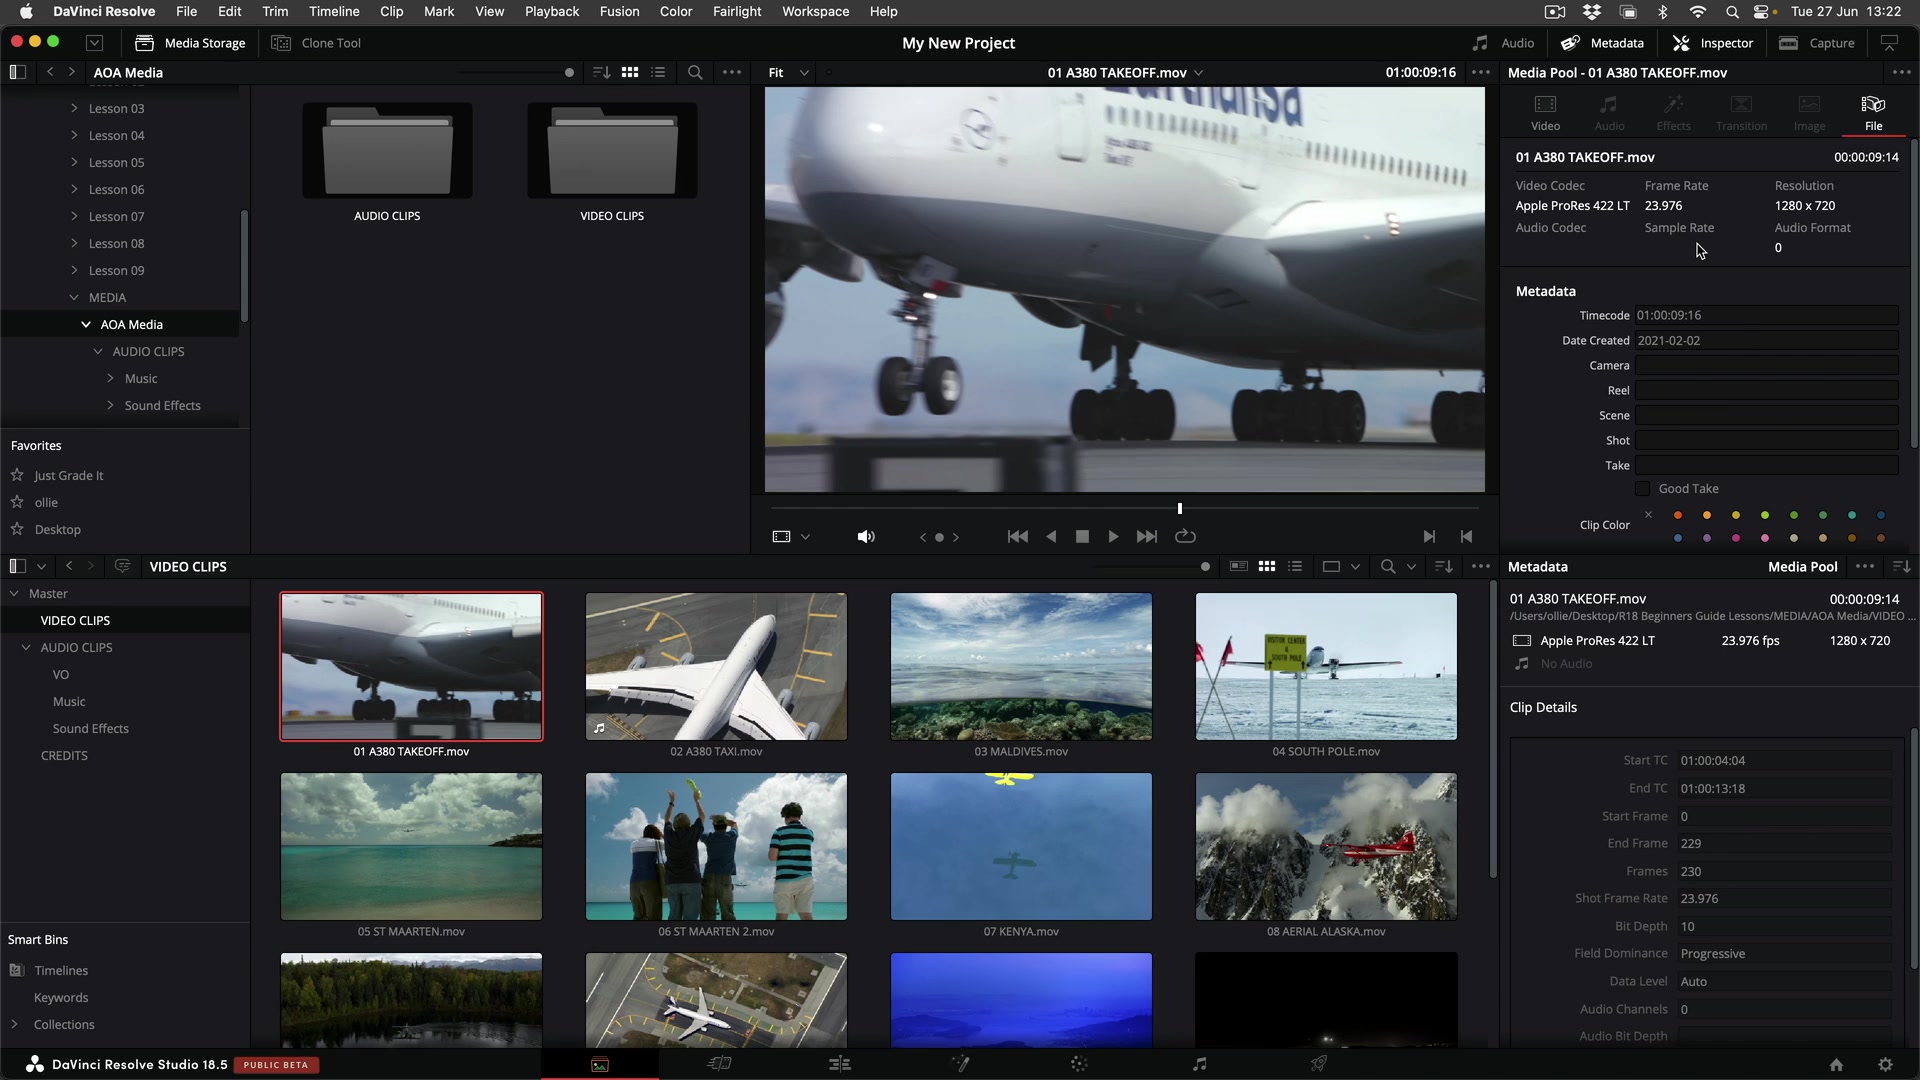 DaVinci Resolve File Edit Trim Timeline Clip Mark View Playback Fusion Color Fairlight Workspace Help Tue 27 Jun 13:22
Media Storage Clone Tool My New Project Audio Metadata Inspector Capture
AOA Media Fit 01 A380 TAKEOFF.mov 01:00:09:16 Media Pool - 01 A380 TAKEOFF.mov
Lesson 03
Lesson 04
Lesson 05
Lesson 06
Lesson 07
Lesson 08
Lesson 09
MEDIA
AOA Media
AUDIO CLIPS
Music
Sound Effects
Favorites
Just Grade It
ollie
Desktop
AUDIO CLIPS VIDEO CLIPS
Lufthansa
Video Audio Effects Transition Image File
01 A380 TAKEOFF.mov 00:00:09:14
Video Codec Frame Rate Resolution
Apple ProRes 422 LT 23.976 1280 x 720
Audio Codec Sample Rate Audio Format
0
Metadata
Timecode 01:00:09:16
Date Created 2021-02-02
Camera
Reel
Scene
Shot
Take
Good Take
Clip Color
VIDEO CLIPS
Master
VIDEO CLIPS
AUDIO CLIPS
VO
Music
Sound Effects
CREDITS
Smart Bins
Timelines
Keywords
Collections
VISITOR CENTER
& SOUTH POLE
01 A380 TAKEOFF.mov 02 A380 TAXI.mov 03 MALDIVES.mov 04 SOUTH POLE.mov
05 ST MAARTEN.mov 06 ST MAARTEN 2.mov 07 KENYA.mov 08 AERIAL ALASKA.mov
Metadata Media Pool
01 A380 TAKEOFF.mov 00:00:09:14
/Users/ollie/Desktop/R18 Beginners Guide Lessons/MEDIA/AOA Media/VIDEO ...
Apple ProRes 422 LT 23.976 fps 1280 x 720
No Audio
Clip Details
Start TC 01:00:04:04
End TC 01:00:13:18
Start Frame 0
End Frame 229
Frames 230
Shot Frame Rate 23.976
Bit Depth 10
Field Dominance Progressive
Data Level Auto
Audio Channels 0
Audio Bit Depth
DaVinci Resolve Studio 18.5 PUBLIC BETA